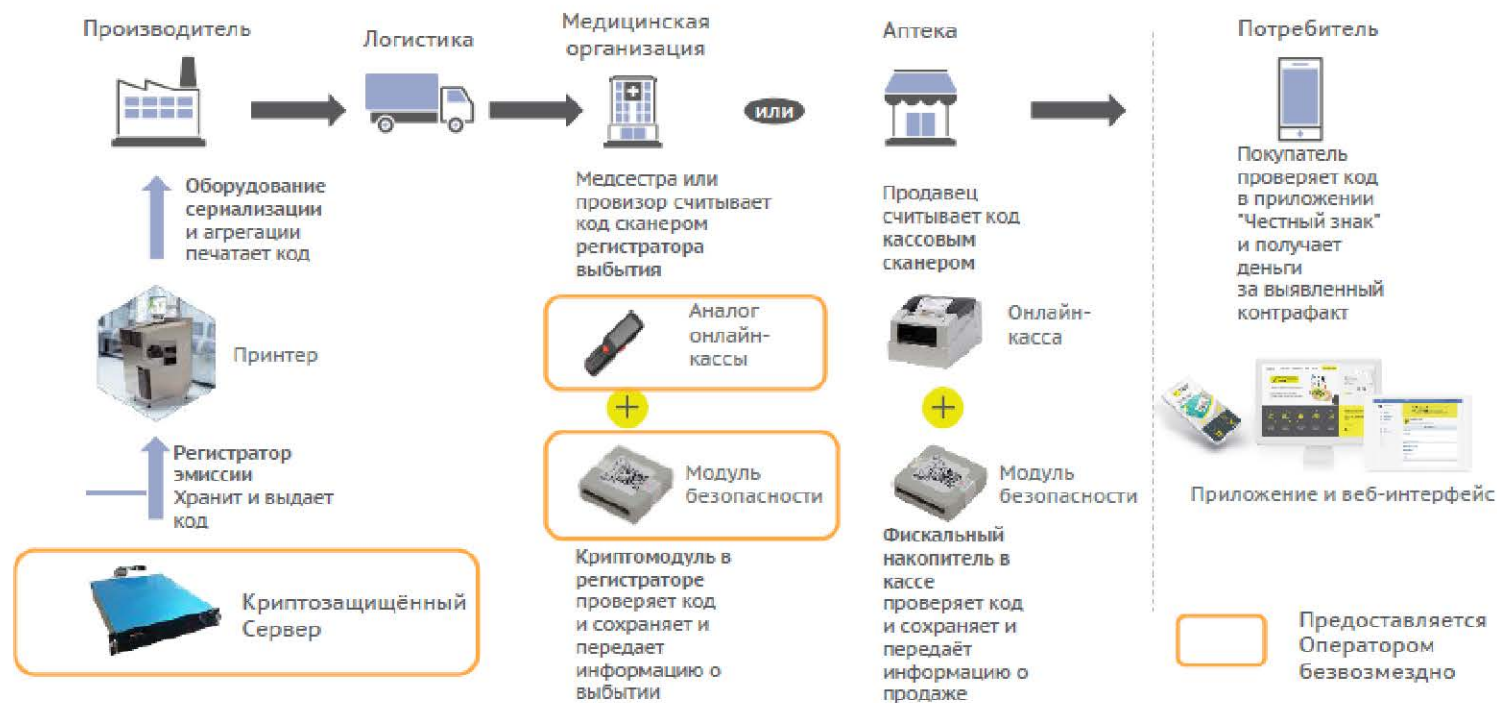 Производитель
Логистика
Медицинская
организация
или
Аптека
Потребитель
Оборудование
сериализации
и агрегации
печатает код
Принтер
Регистратор
эмиссии
Хранит и выдает
код
Криптозащищённый
Сервер
Медсестра или
провизор считывает
код сканером
регистратора
выбытия
Аналог
онлайн-
кассы
Модуль
безопасности
Криптомодуль в
регистраторе
проверяет код
и сохраняет и
передает
информацию о
выбытии
Продавец
считывает код
кассовым
сканером
Онлайн-
касса
Модуль
безопасности
Фискальный
накопитель в
кассе
проверяет код
и сохраняет и
передаёт
информацию о
продаже
Покупатель
проверяет код
в приложении
"Честный знак"
и получает
деньги
за выявленный
контрафакт
Приложение и веб-интерфейс
Предоставляется
Оператором
безвозмездно